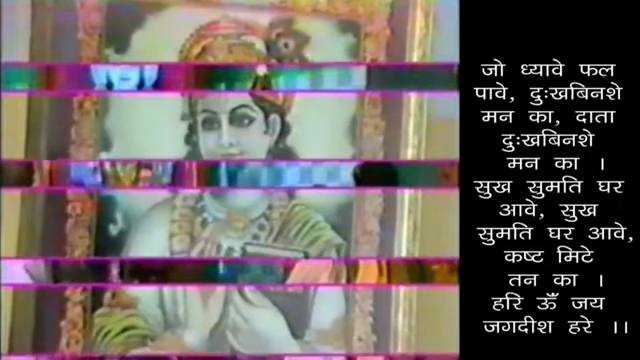 जो ध्यावे फल
पावे, दुःखबिनशे
मन का, दाता
दुःखबिनशे
मन का ।
सुख सुमति घर
आवे, सुख
सुमति घर आवे,
कष्ट मिटे
तन का ।
हरि ऊँ जय
जगदीश हरे ।।